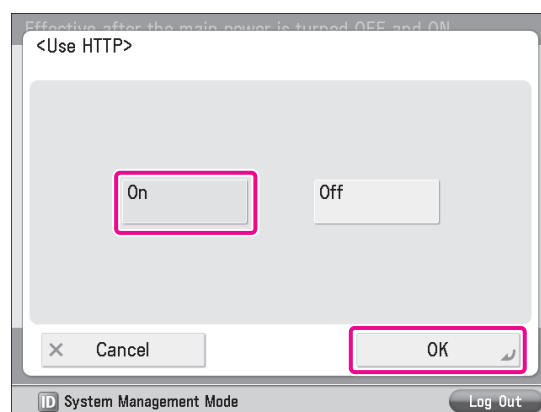 Effective after the main power is turned OFF and ON
<Use HTTP>
On
Off
Cancel
OK
ID System Management Mode
Log Out